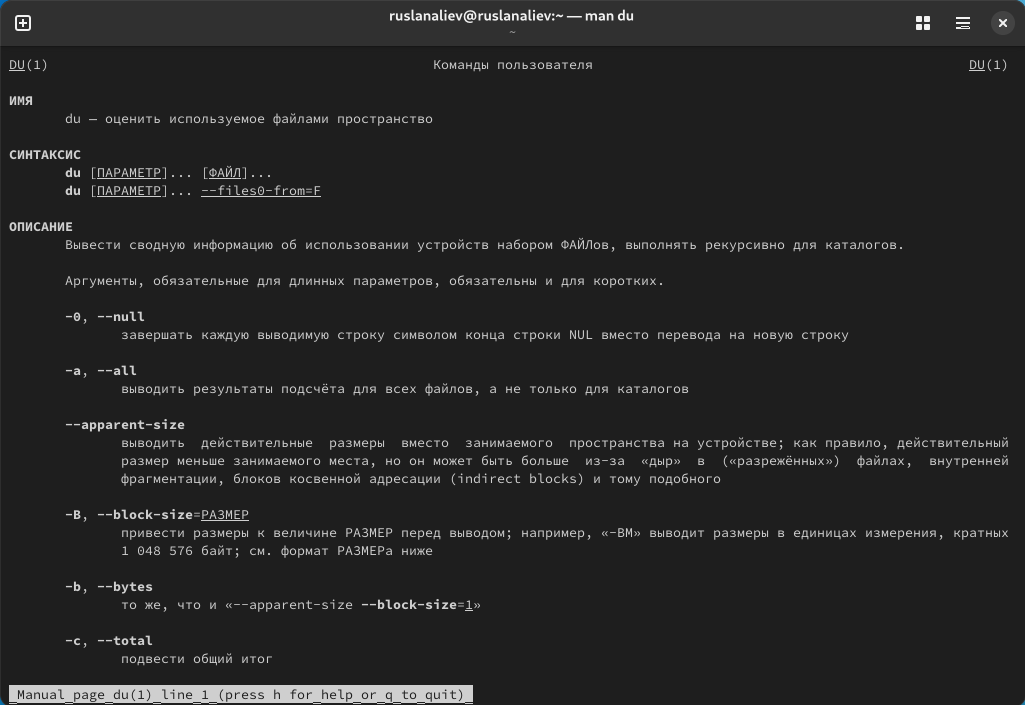 ruslanaliev@ruslanaliev:~ — man du
~
DU(1) Команды пользователя DU(1)
ИМЯ
du — оценить используемое файлами пространство
СИНТАКСИС
du [ПАРАМЕТР]... [ФАЙЛ]...
du [ПАРАМЕТР]... --files0-from=F
ОПИСАНИЕ
Вывести сводную информацию об использовании устройств набором ФАЙЛов, выполнять рекурсивно для каталогов.
Аргументы, обязательные для длинных параметров, обязательны и для коротких.
-0, --null
завершать каждую выводимую строку символом конца строки NUL вместо перевода на новую строку
-a, --all
выводить результаты подсчёта для всех файлов, а не только для каталогов
--apparent-size
выводить действительные размеры вместо занимаемого пространства на устройстве; как правило, действительный
размер меньше занимаемого места, но он может быть больше из-за «дыр» в («разрежённых») файлах, внутренней
фрагментации, блоков косвенной адресации (indirect blocks) и тому подобного
-B, --block-size=РАЗМЕР
привести размеры к величине РАЗМЕР перед выводом; например, «-BM» выводит размеры в единицах измерения, кратных
1 048 576 байт; см. формат РАЗМЕРа ниже
-b, --bytes
то же, что и «--apparent-size --block-size=1»
-c, --total
подвести общий итог
Manual page du(1) line 1 (press h for help or q to quit)